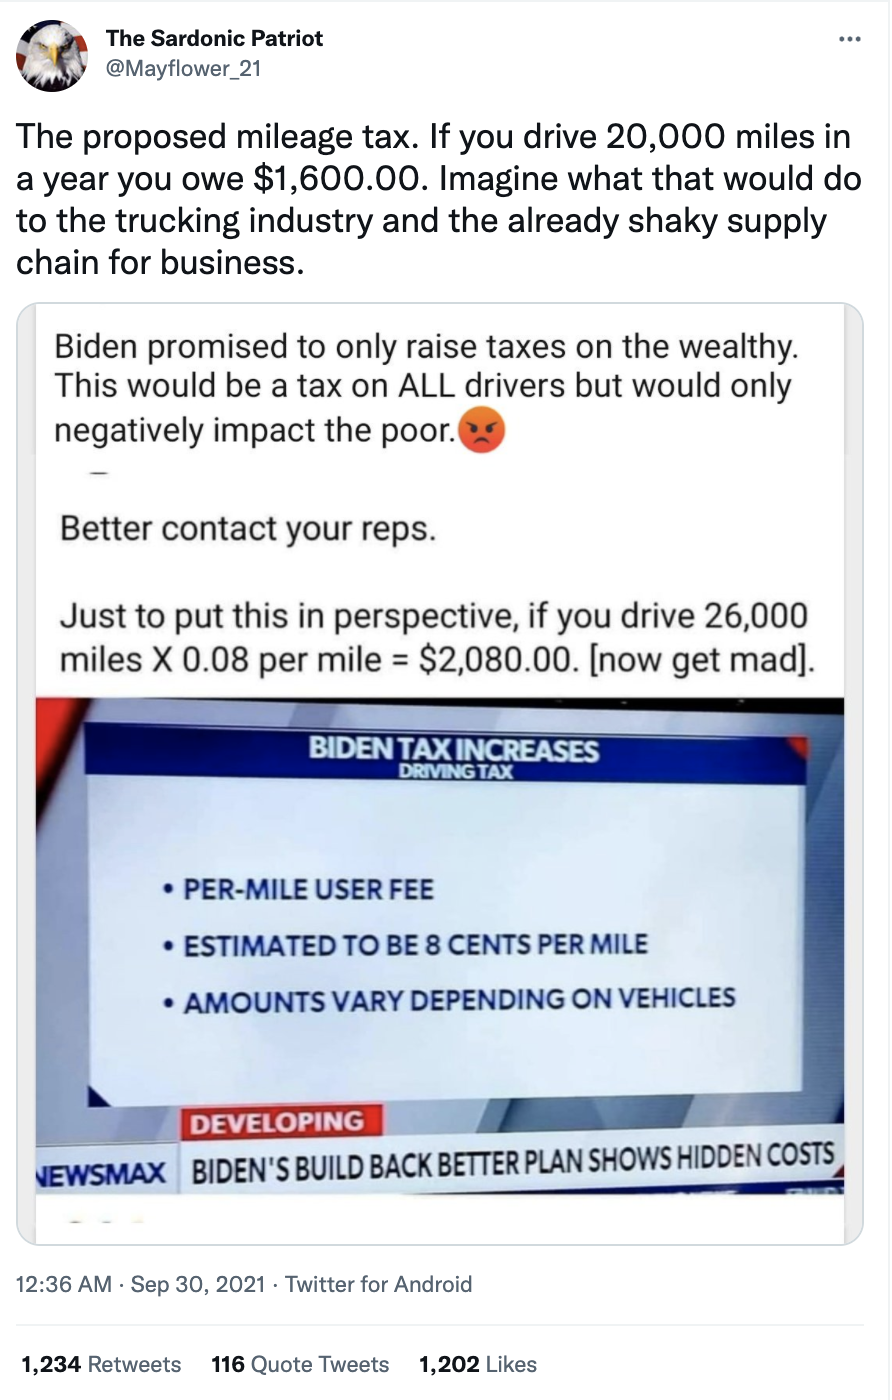 The Sardonic Patriot
@Mayflower_21
The proposed mileage tax. If you drive 20,000 miles in
a year you owe $1,600.00. Imagine what that would do
to the trucking industry and the already shaky supply
chain for business.
Biden promised to only raise taxes on the wealthy.
This would be a tax on ALL drivers but would only
negatively impact the poor.😡
Better contact your reps.
Just to put this in perspective, if you drive 26,000
miles X 0.08 per mile = $2,080.00. [now get mad].
BIDEN TAX INCREASES
DRIVING TAX
• PER-MILE USER FEE
• ESTIMATED TO BE 8 CENTS PER MILE
• AMOUNTS VARY DEPENDING ON VEHICLES
DEVELOPING
NEWSMAX BIDEN'S BUILD BACK BETTER PLAN SHOWS HIDDEN COSTS
12:36 AM · Sep 30, 2021 · Twitter for Android
1,234 Retweets 116 Quote Tweets 1,202 Likes